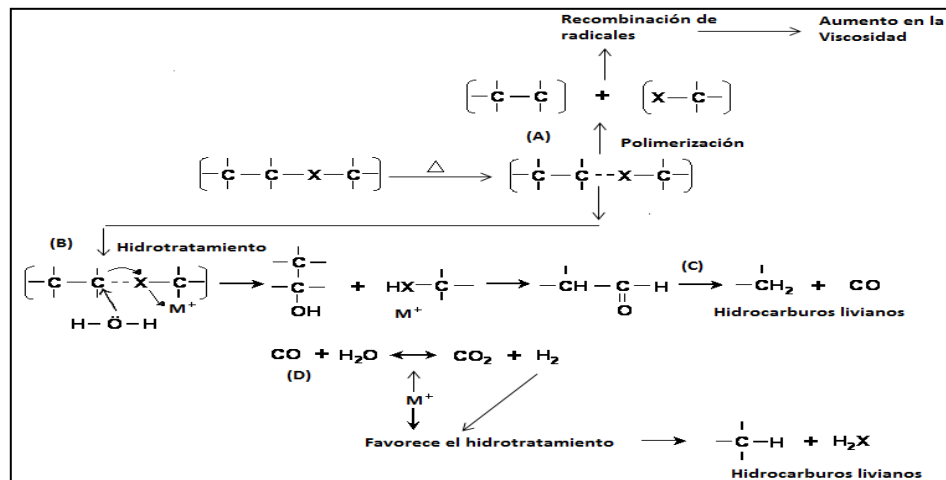 Recombinación de
radicales
Aumento en la
Viscosidad
C — C + X — C
(A)
Polimerización
C — C — X — C △ C — C -- X — C
(B)
Hidrotratamiento
C — C -- X — C
M⁺
H—Ö—H
C
C
OH
+ HX—C
M⁺
CH — C — H
O
(C)
CH₂ + CO
Hidrocarburos livianos
CO + H₂O ⟷ CO₂ + H₂
(D)
M⁺
Favorece el hidrotratamiento
C—H + H₂X
Hidrocarburos livianos